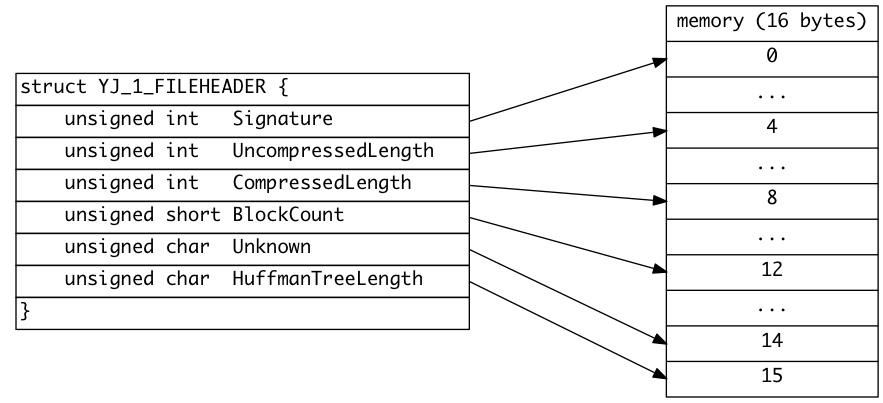 struct YJ_1_FILEHEADER {
unsigned int Signature
unsigned int UncompressedLength
unsigned int CompressedLength
unsigned short BlockCount
unsigned char Unknown
unsigned char HuffmanTreeLength
}
memory (16 bytes)
0
...
4
...
8
...
12
...
14
15